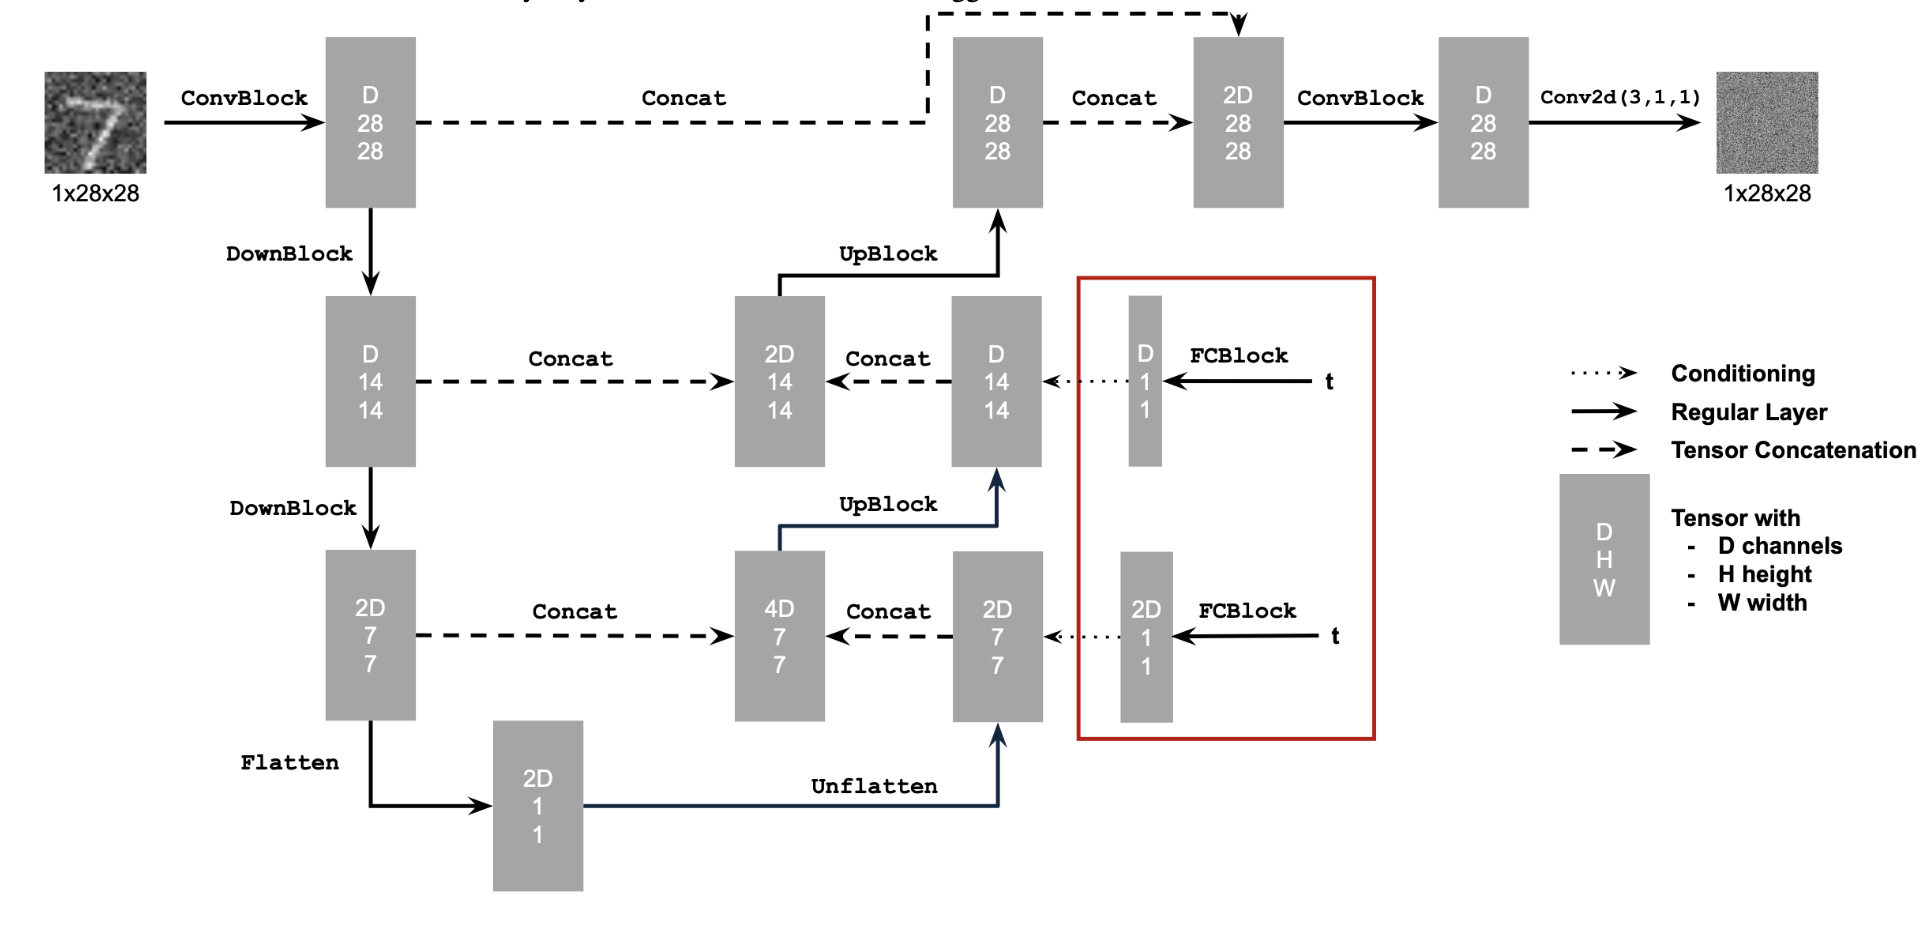 ConvBlock
D
28
28
Concat
D
28
28
Concat
2D
28
28
ConvBlock
D
28
28
Conv2d(3,1,1)
1x28x28
1x28x28
DownBlock
UpBlock
D
14
14
Concat
2D
14
14
Concat
D
14
14
D
1
1
FCBlock
t
DownBlock
UpBlock
2D
7
7
Concat
4D
7
7
Concat
2D
7
7
2D
1
1
FCBlock
t
Flatten
2D
1
1
Unflatten
Conditioning
Regular Layer
Tensor Concatenation
D
H
W
Tensor with
- D channels
- H height
- W width
7